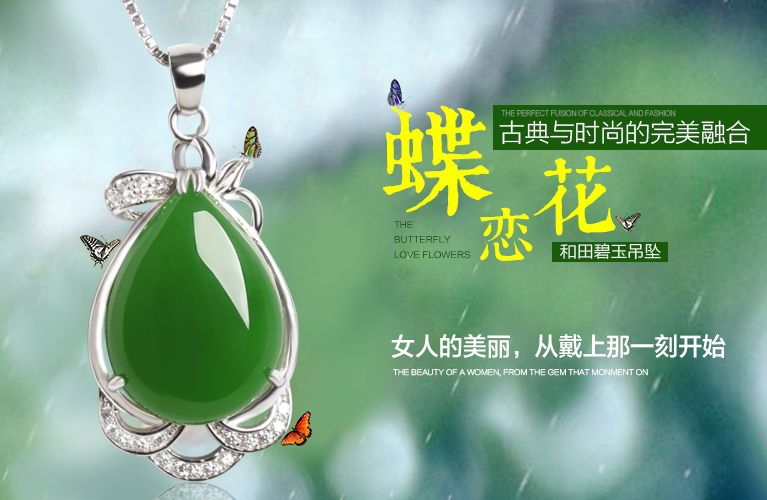 THE PERFECT FUSION OF CLASSICAL AND FASHION
古典与时尚的完美融合
蝶恋花
THE
BUTTERFLY
LOVE FLOWERS
和田碧玉吊坠
女人的美丽，从戴上那一刻开始
THE BEAUTY OF A WOMEN, FROM THE GEM THAT MONMENT ON